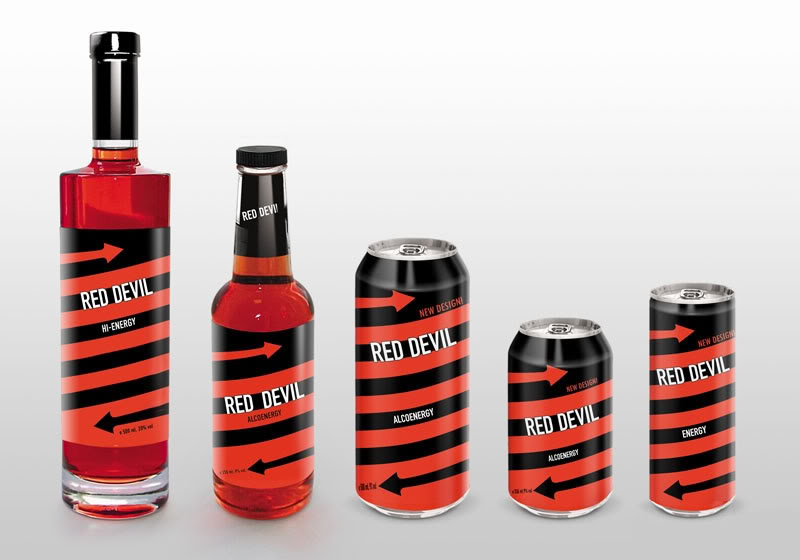 RED DEVIL
HI-ENERGY
RED DEVIL
RED DEVIL
ALCOENERGY
NEW DESIGN!
RED DEVIL
ALCOENERGY
NEW DESIGN!
RED DEVIL
ALCOENERGY
NEW DESIGN!
RED DEVIL
ENERGY